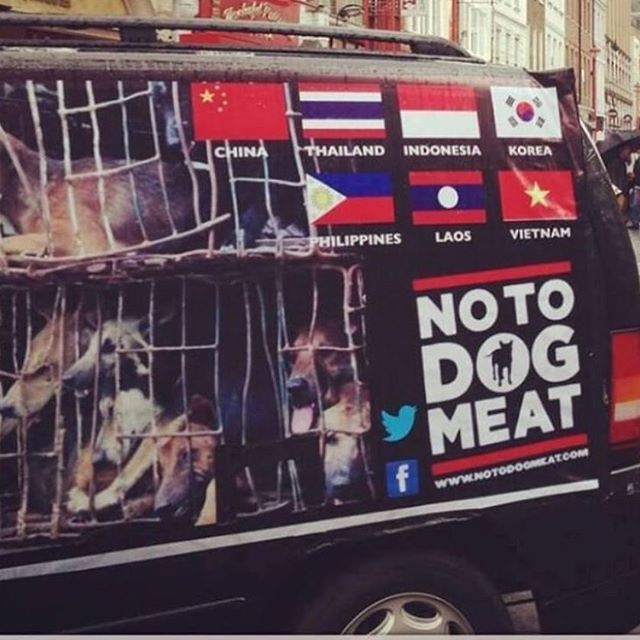 CHINA THAILAND INDONESIA KOREA
PHILIPPINES LAOS VIETNAM
NO TO
DOG
MEAT
WWW.NOTODOGMEAT.COM